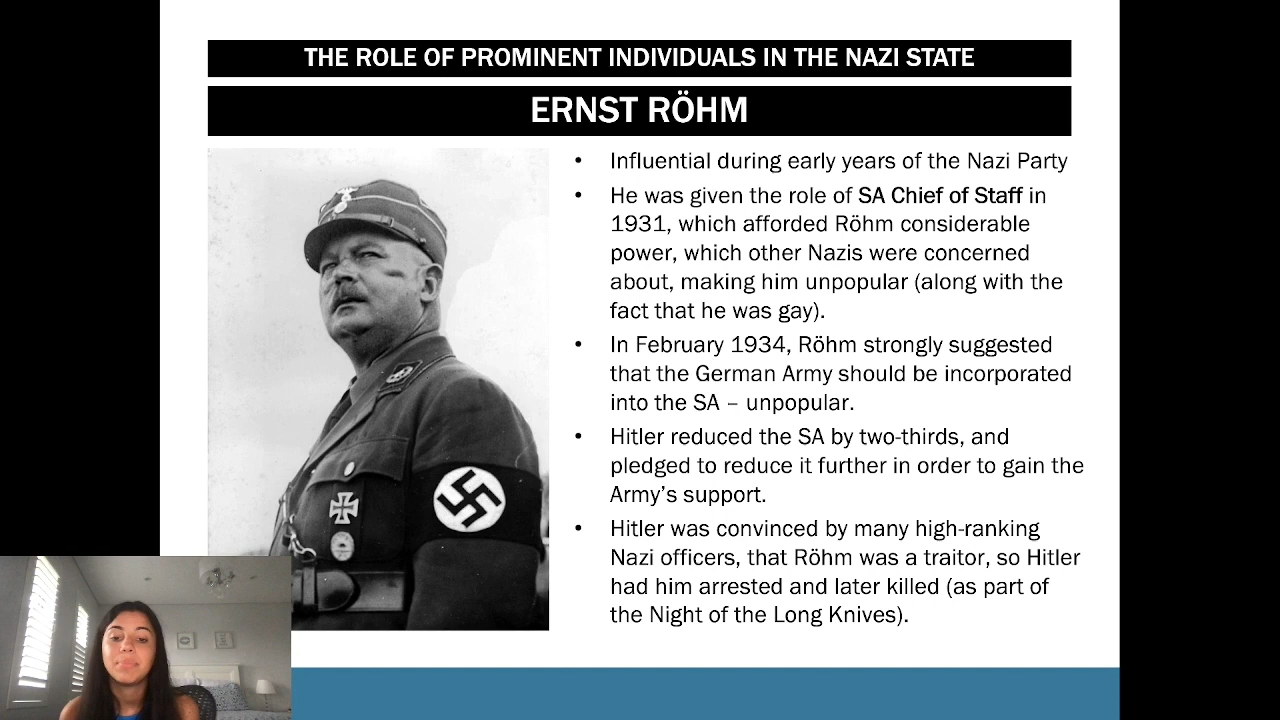 THE ROLE OF PROMINENT INDIVIDUALS IN THE NAZI STATE
ERNST RÖHM
• Influential during early years of the Nazi Party
• He was given the role of SA Chief of Staff in
1931, which afforded Röhm considerable
power, which other Nazis were concerned
about, making him unpopular (along with the
fact that he was gay).
• In February 1934, Röhm strongly suggested
that the German Army should be incorporated
into the SA – unpopular.
• Hitler reduced the SA by two-thirds, and
pledged to reduce it further in order to gain the
Army's support.
• Hitler was convinced by many high-ranking
Nazi officers, that Röhm was a traitor, so Hitler
had him arrested and later killed (as part of
the Night of the Long Knives).